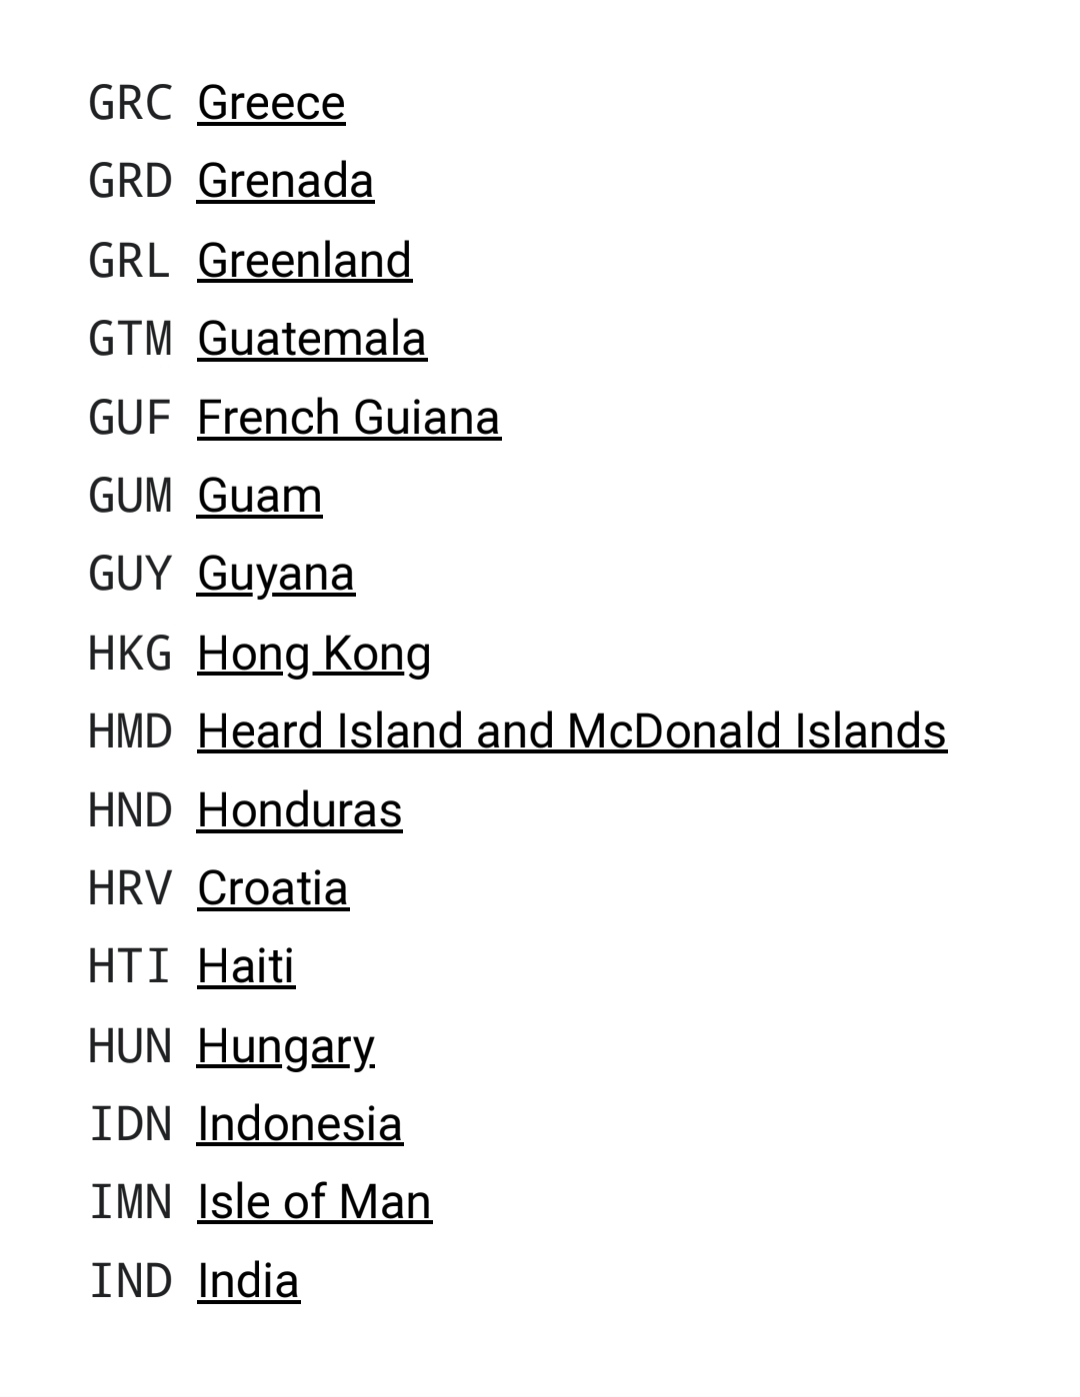 GRC Greece
GRD Grenada
GRL Greenland
GTM Guatemala
GUF French Guiana
GUM Guam
GUY Guyana
HKG Hong Kong
HMD Heard Island and McDonald Islands
HND Honduras
HRV Croatia
HTI Haiti
HUN Hungary
IDN Indonesia
IMN Isle of Man
IND India